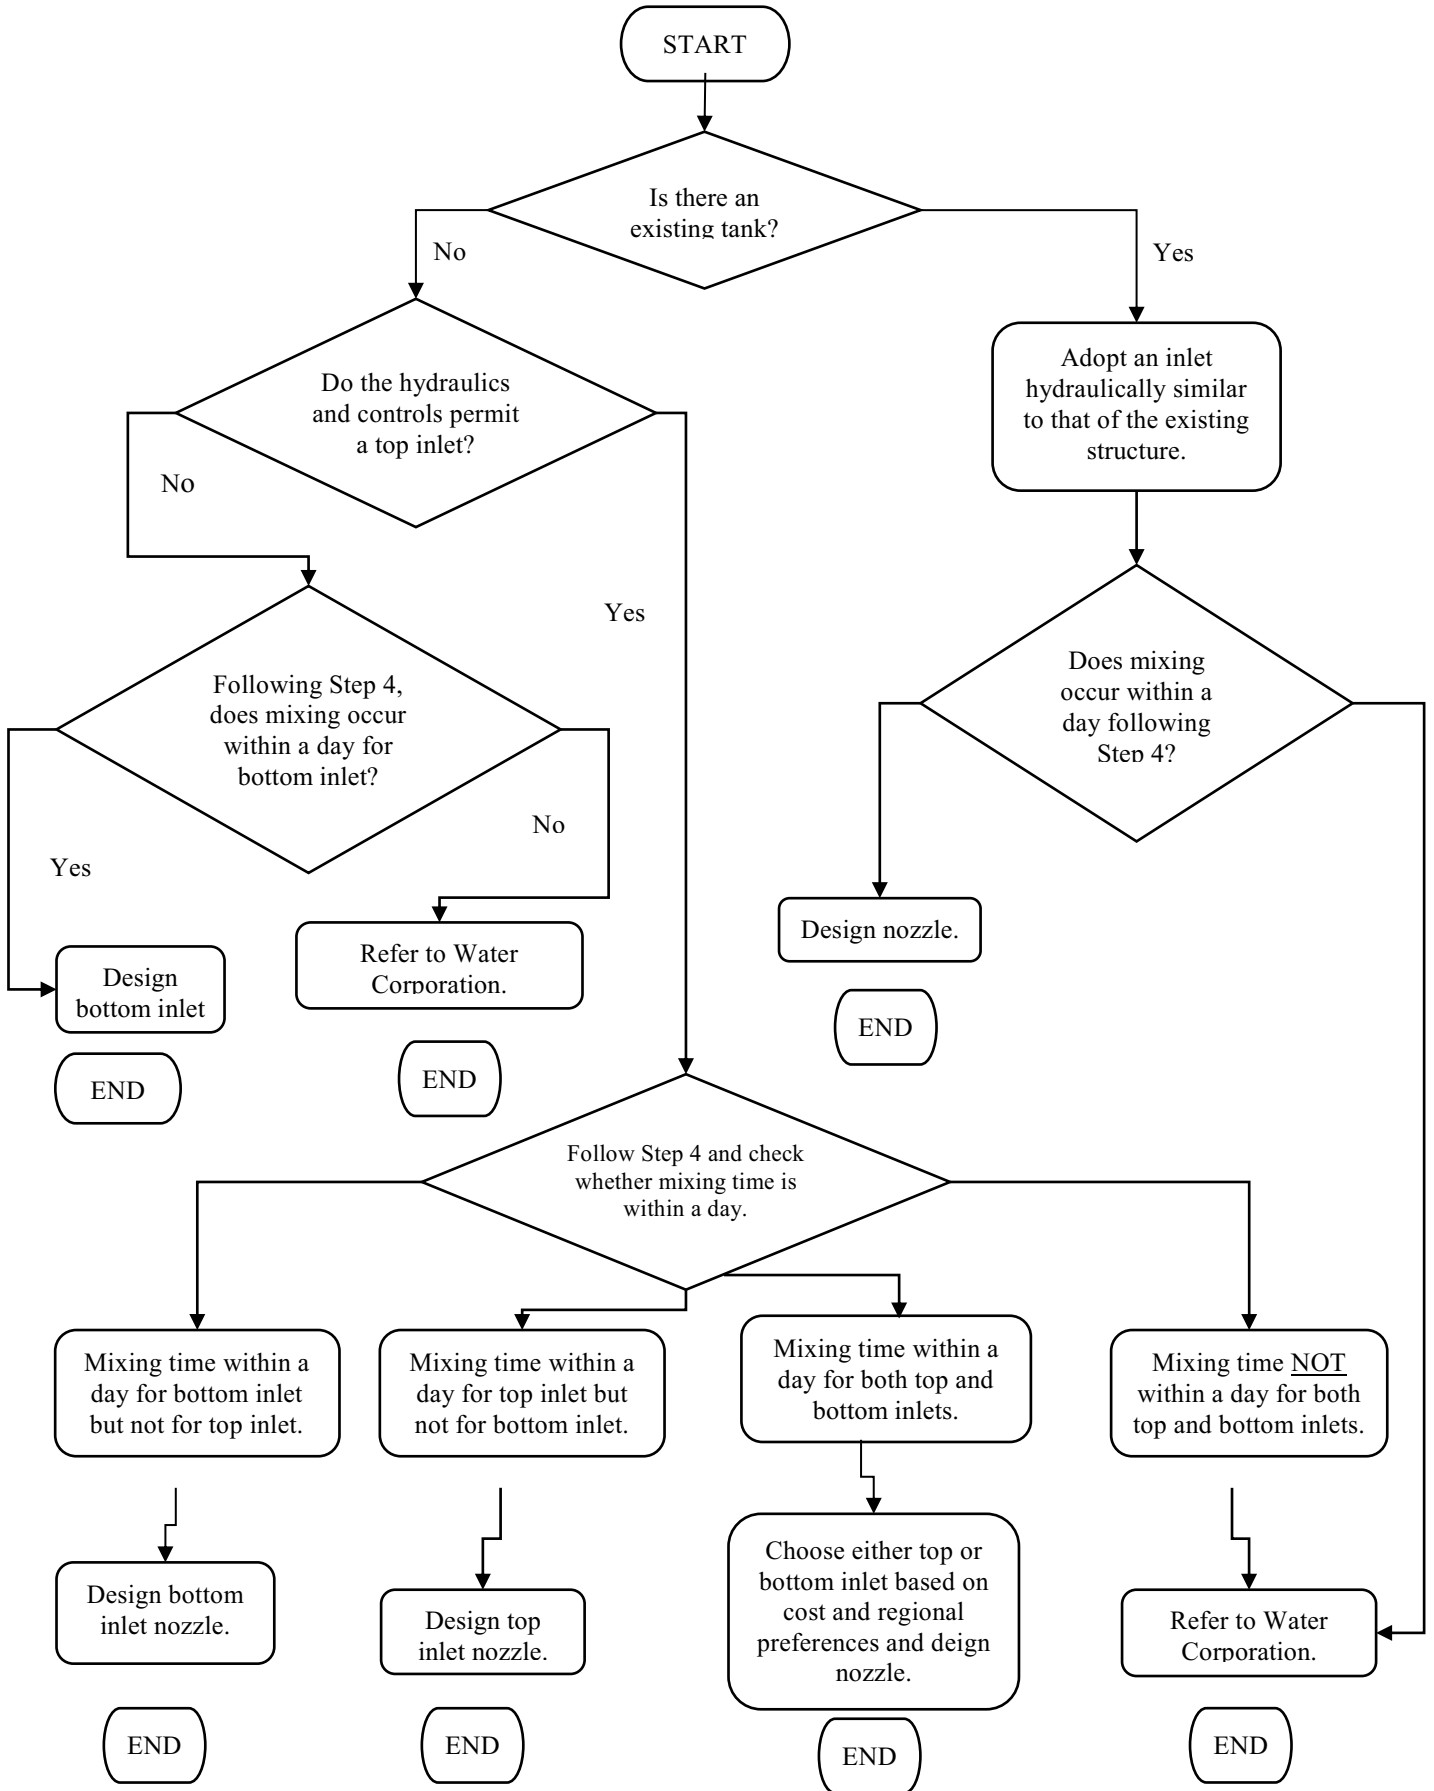 START
Is there an
existing tank?
No
Yes
Do the hydraulics
and controls permit
a top inlet?
Adopt an inlet
hydraulically similar
to that of the existing
structure.
No
Yes
Following Step 4,
does mixing occur
within a day for
bottom inlet?
Does mixing
occur within a
day following
Step 4?
No
Yes
Design nozzle.
Refer to Water
Corporation.
Design
bottom inlet
END
END
END
Follow Step 4 and check
whether mixing time is
within a day.
Mixing time within a
day for bottom inlet
but not for top inlet.
Mixing time within a
day for top inlet but
not for bottom inlet.
Mixing time within a
day for both top and
bottom inlets.
Mixing time NOT
within a day for both
top and bottom inlets.
Design bottom
inlet nozzle.
Design top
inlet nozzle.
Choose either top or
bottom inlet based on
cost and regional
preferences and deign
nozzle.
Refer to Water
Corporation.
END
END
END
END